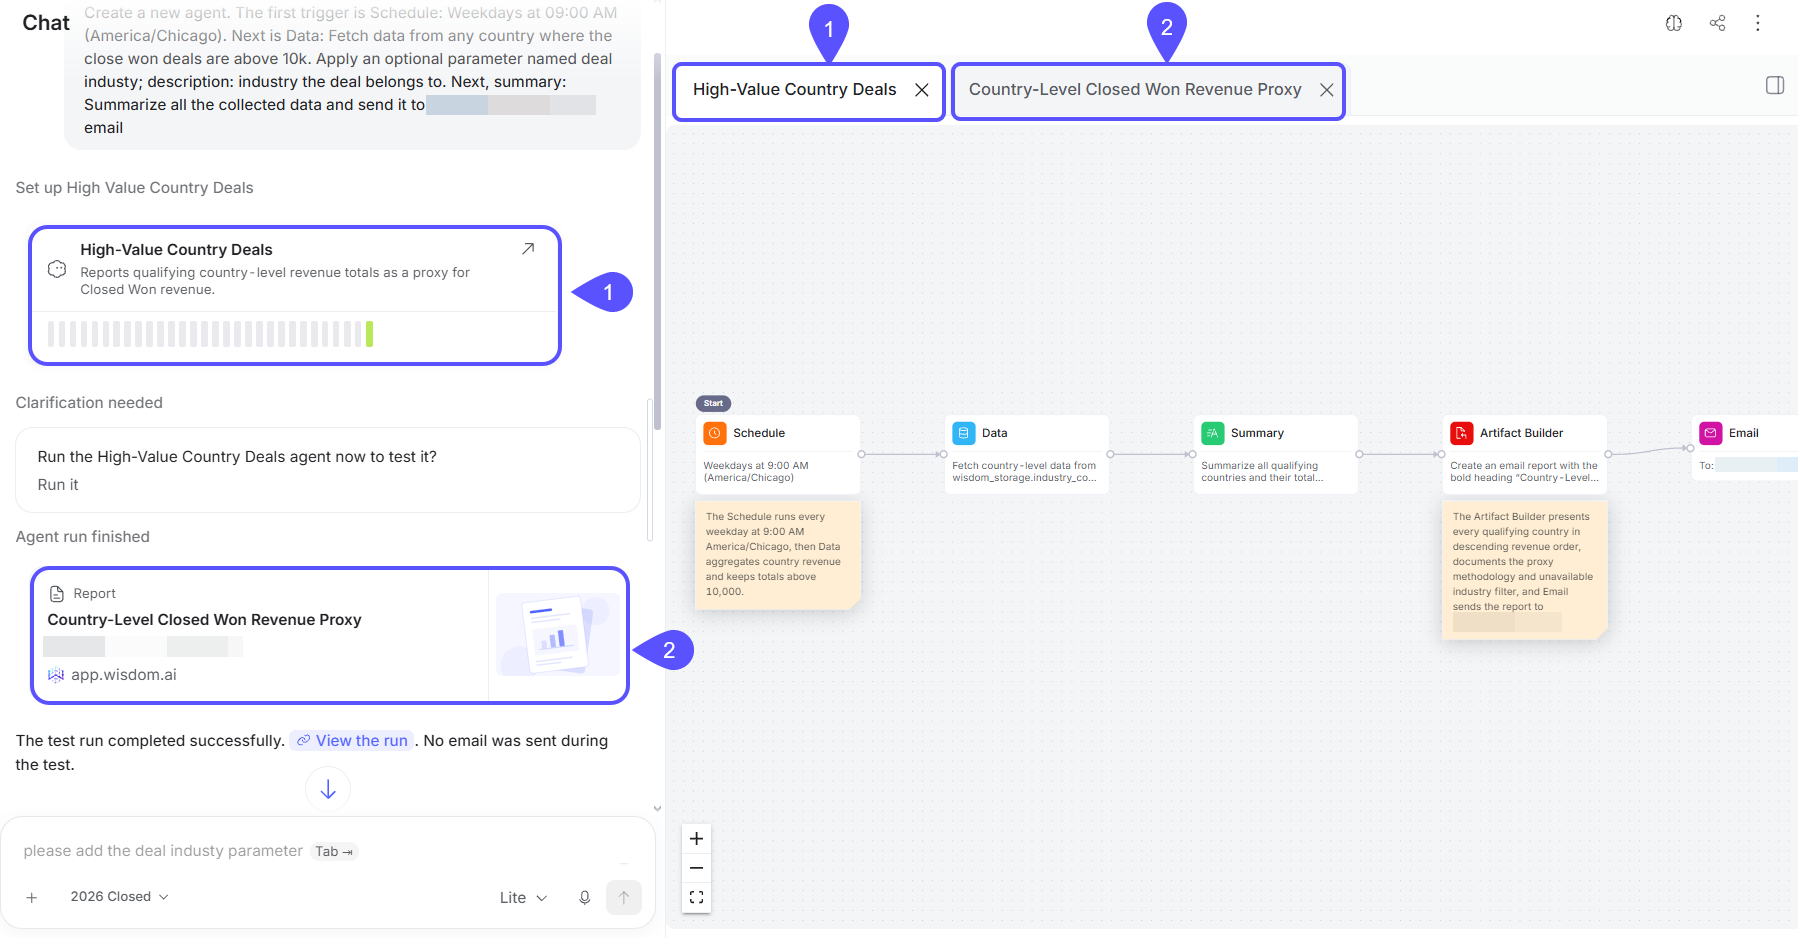 Chat
Create a new agent. The first trigger is Schedule: Weekdays at 09:00 AM
(America/Chicago). Next is Data: Fetch data from any country where the
close won deals are above 10k. Apply an optional parameter named deal
industy; description: industry the deal belongs to. Next, summary:
Summarize all the collected data and send it to
email
Set up High Value Country Deals
High-Value Country Deals
Reports qualifying country-level revenue totals as a proxy for
Closed Won revenue.
1
Clarification needed
Run the High-Value Country Deals agent now to test it?
Run it
Agent run finished
Report
Country-Level Closed Won Revenue Proxy
app.wisdom.ai
2
The test run completed successfully. View the run . No email was sent during
the test.
please add the deal industy parameter Tab
2026 Closed
Lite
1
2
High-Value Country Deals
Country-Level Closed Won Revenue Proxy
Start
Schedule
Weekdays at 9:00 AM
(America/Chicago)
The Schedule runs every
weekday at 9:00 AM
America/Chicago, then Data
aggregates country revenue
and keeps totals above
10,000.
Data
Fetch country-level data from
wisdom_storage.industry_co...
Summary
Summarize all qualifying
countries and their total...
Artifact Builder
Create an email report with the
bold heading "Country-Level...
The Artifact Builder presents
every qualifying country in
descending revenue order,
documents the proxy
methodology and unavailable
industry filter, and Email
sends the report to
Email
To: